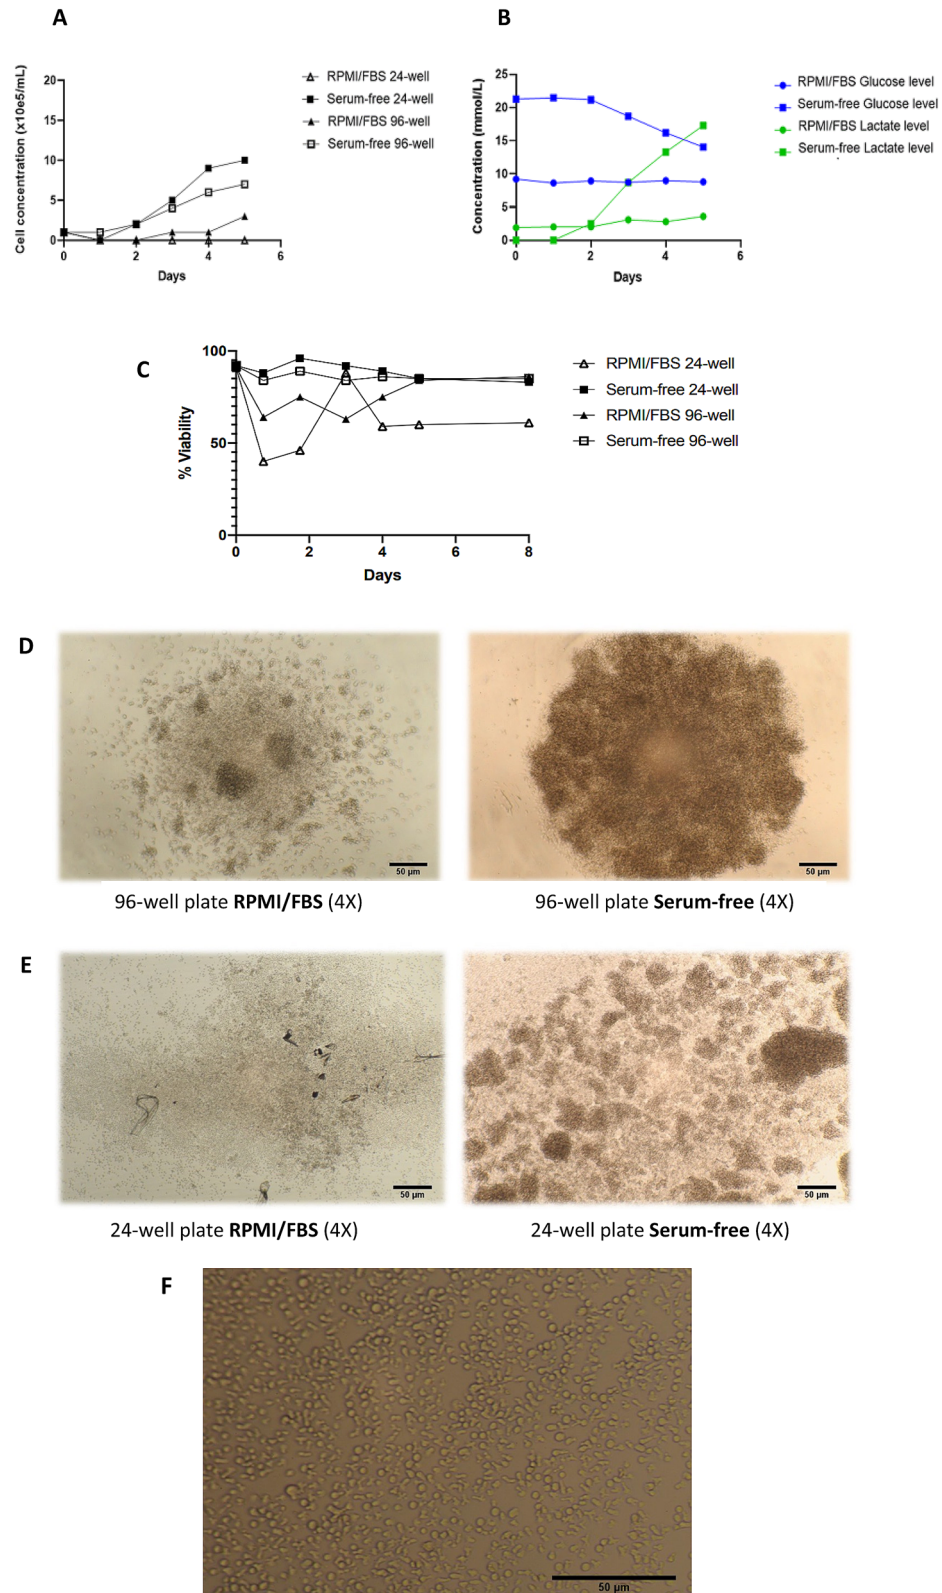 A
Cell concentration (x10e5/mL)
20
15
10
5
0
0
2
4
6
Days
RPMI/FBS 24-well
Serum-free 24-well
RPMI/FBS 96-well
Serum-free 96-well
B
Concentration (mmol/L)
25
20
15
10
5
0
0
2
4
6
Days
RPMI/FBS Glucose level
Serum-free Glucose level
RPMI/FBS Lactate level
Serum-free Lactate level
C
% Viability
100
50
0
0
2
4
6
8
Days
RPMI/FBS 24-well
Serum-free 24-well
RPMI/FBS 96-well
Serum-free 96-well
D
50 µm
50 µm
96-well plate RPMI/FBS (4X)
96-well plate Serum-free (4X)
E
50 µm
50 µm
24-well plate RPMI/FBS (4X)
24-well plate Serum-free (4X)
F
50 µm